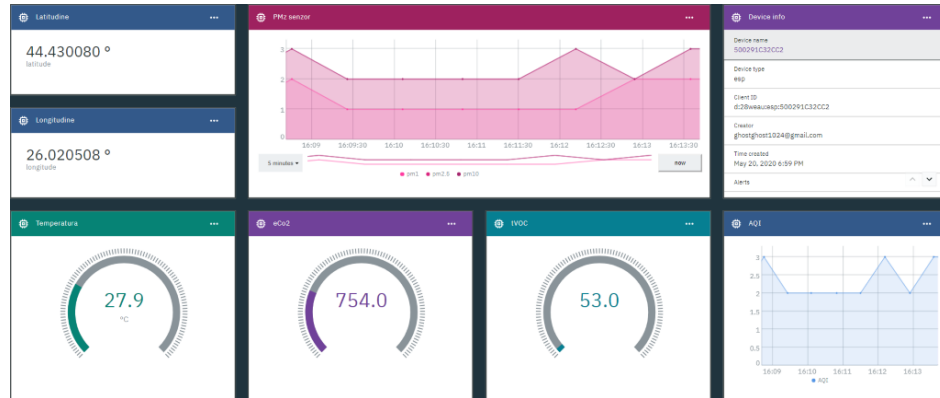 Latitudine ...
44.430080 °
latitude
Longitudine ...
26.020508 °
longitude
PMz senzor ...
3
2
1
0
16:09 16:09:30 16:10 16:10:30 16:11 16:11:30 16:12 16:12:30 16:13 16:13:30
5 minutes now
pm1 pm2.5 pm10
Device info ...
Device name
500291C32CC2
Device type
esp
Client ID
d:28weau:esp:500291C32CC2
Creator
ghostghost1024@gmail.com
Time created
May 20, 2020 6:59 PM
Alerts
Temperatura ...
27.9
°C
eCo2 ...
754.0
tVOC ...
53.0
AQI ...
3
2.5
2
1.5
1
0.5
0
16:09 16:10 16:11 16:12 16:13
AQI